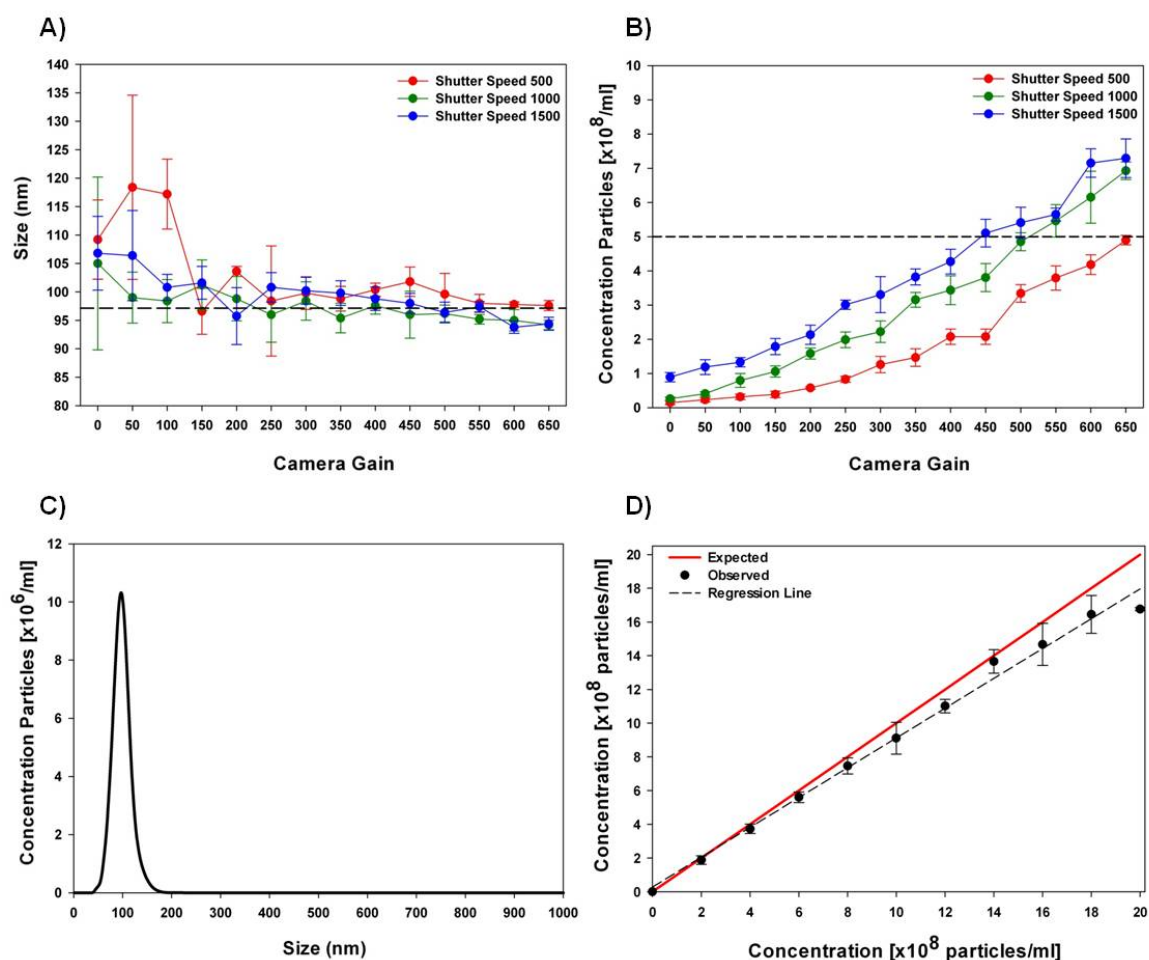 A)
140
135
130
125
120
115
110
105
100
95
90
85
80
Size (nm)
Shutter Speed 500
Shutter Speed 1000
Shutter Speed 1500
0 50 100 150 200 250 300 350 400 450 500 550 600 650
Camera Gain
B)
10
9
8
7
6
5
4
3
2
1
0
Concentration Particles [x10⁸/ml]
Shutter Speed 500
Shutter Speed 1000
Shutter Speed 1500
0 50 100 150 200 250 300 350 400 450 500 550 600 650
Camera Gain
C)
12
10
8
6
4
2
0
Concentration Particles [x10⁶/ml]
0 100 200 300 400 500 600 700 800 900 1000
Size (nm)
D)
20
18
16
14
12
10
8
6
4
2
0
Concentration [x10⁸ particles/ml]
Expected
Observed
Regression Line
0 2 4 6 8 10 12 14 16 18 20
Concentration [x10⁸ particles/ml]